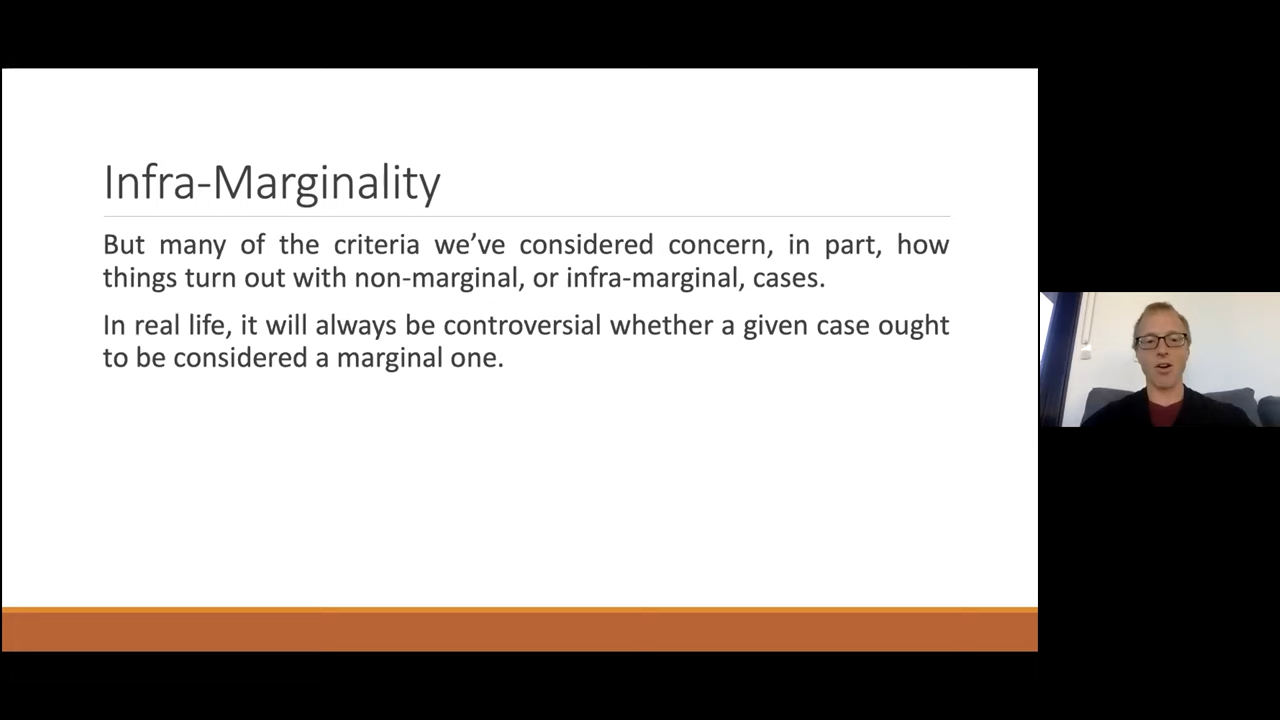 Infra-Marginality
But many of the criteria we’ve considered concern, in part, how
things turn out with non-marginal, or infra-marginal, cases.
In real life, it will always be controversial whether a given case ought
to be considered a marginal one.